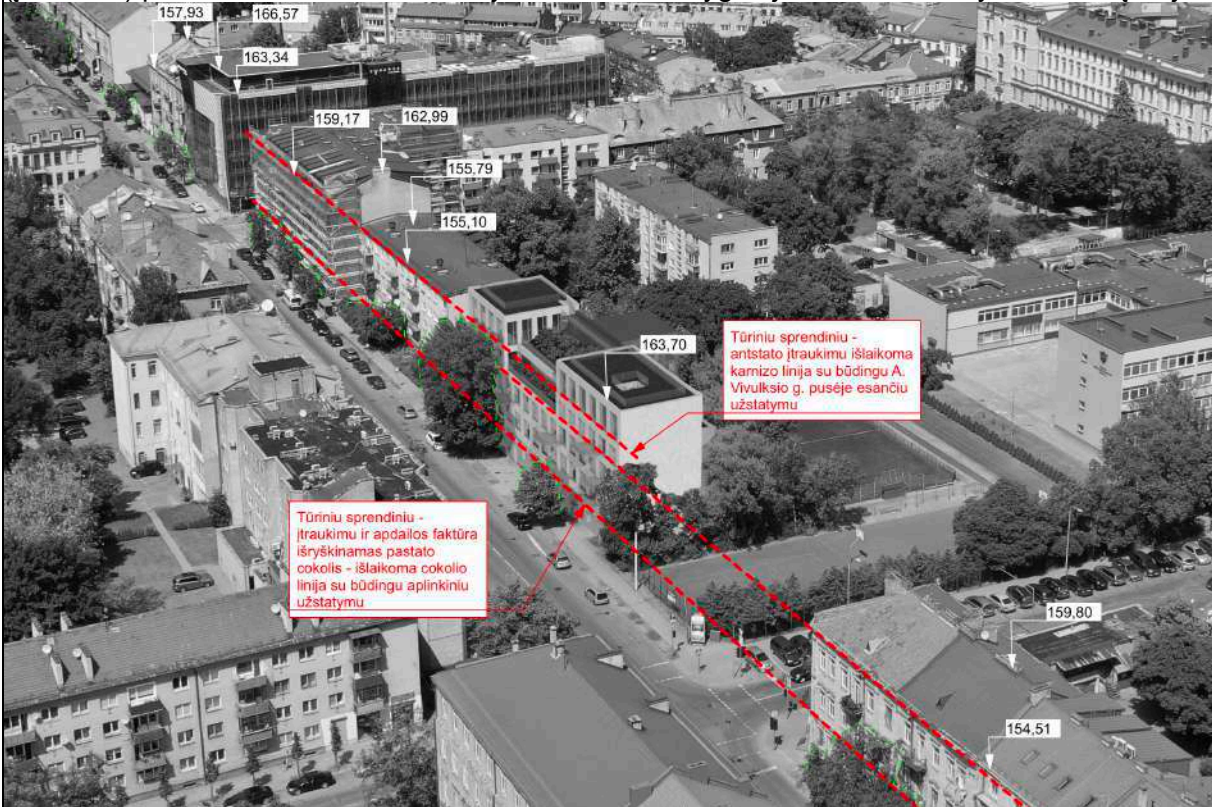 157,93
166,57
163,34
159,17
162,99
155,79
155,10
163,70
Tūriniu sprendiniu -
antstato įtraukimu išlaikoma
karnizo linija su būdingu A.
Vivulksio g. pusėje esančiu
užstatymu
Tūriniu sprendiniu -
įtraukimu ir apdailos faktūra
išryškinamas pastato
cokolis - išlaikoma cokolio
linija su būdingu aplinkiniu
užstatymu
159,80
154,51